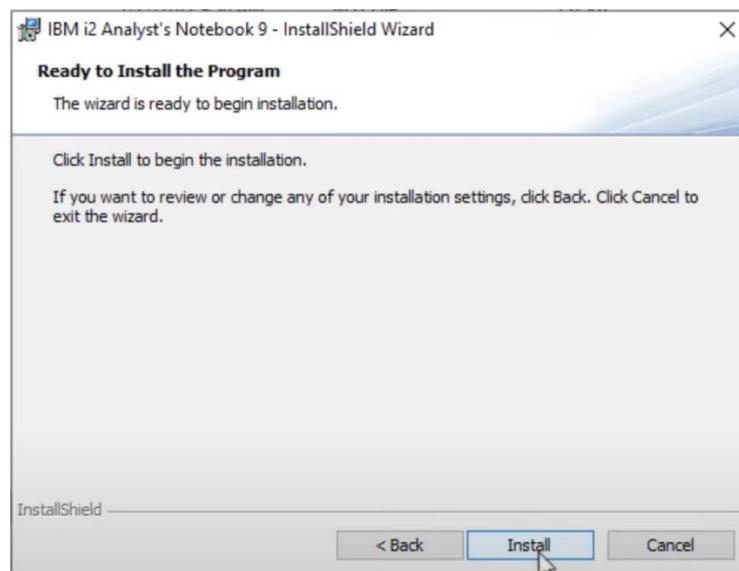 IBM i2 Analyst's Notebook 9 - InstallShield Wizard
Ready to Install the Program
The wizard is ready to begin installation.
Click Install to begin the installation.
If you want to review or change any of your installation settings, click Back. Click Cancel to
exit the wizard.
InstallShield
< Back
Install
Cancel